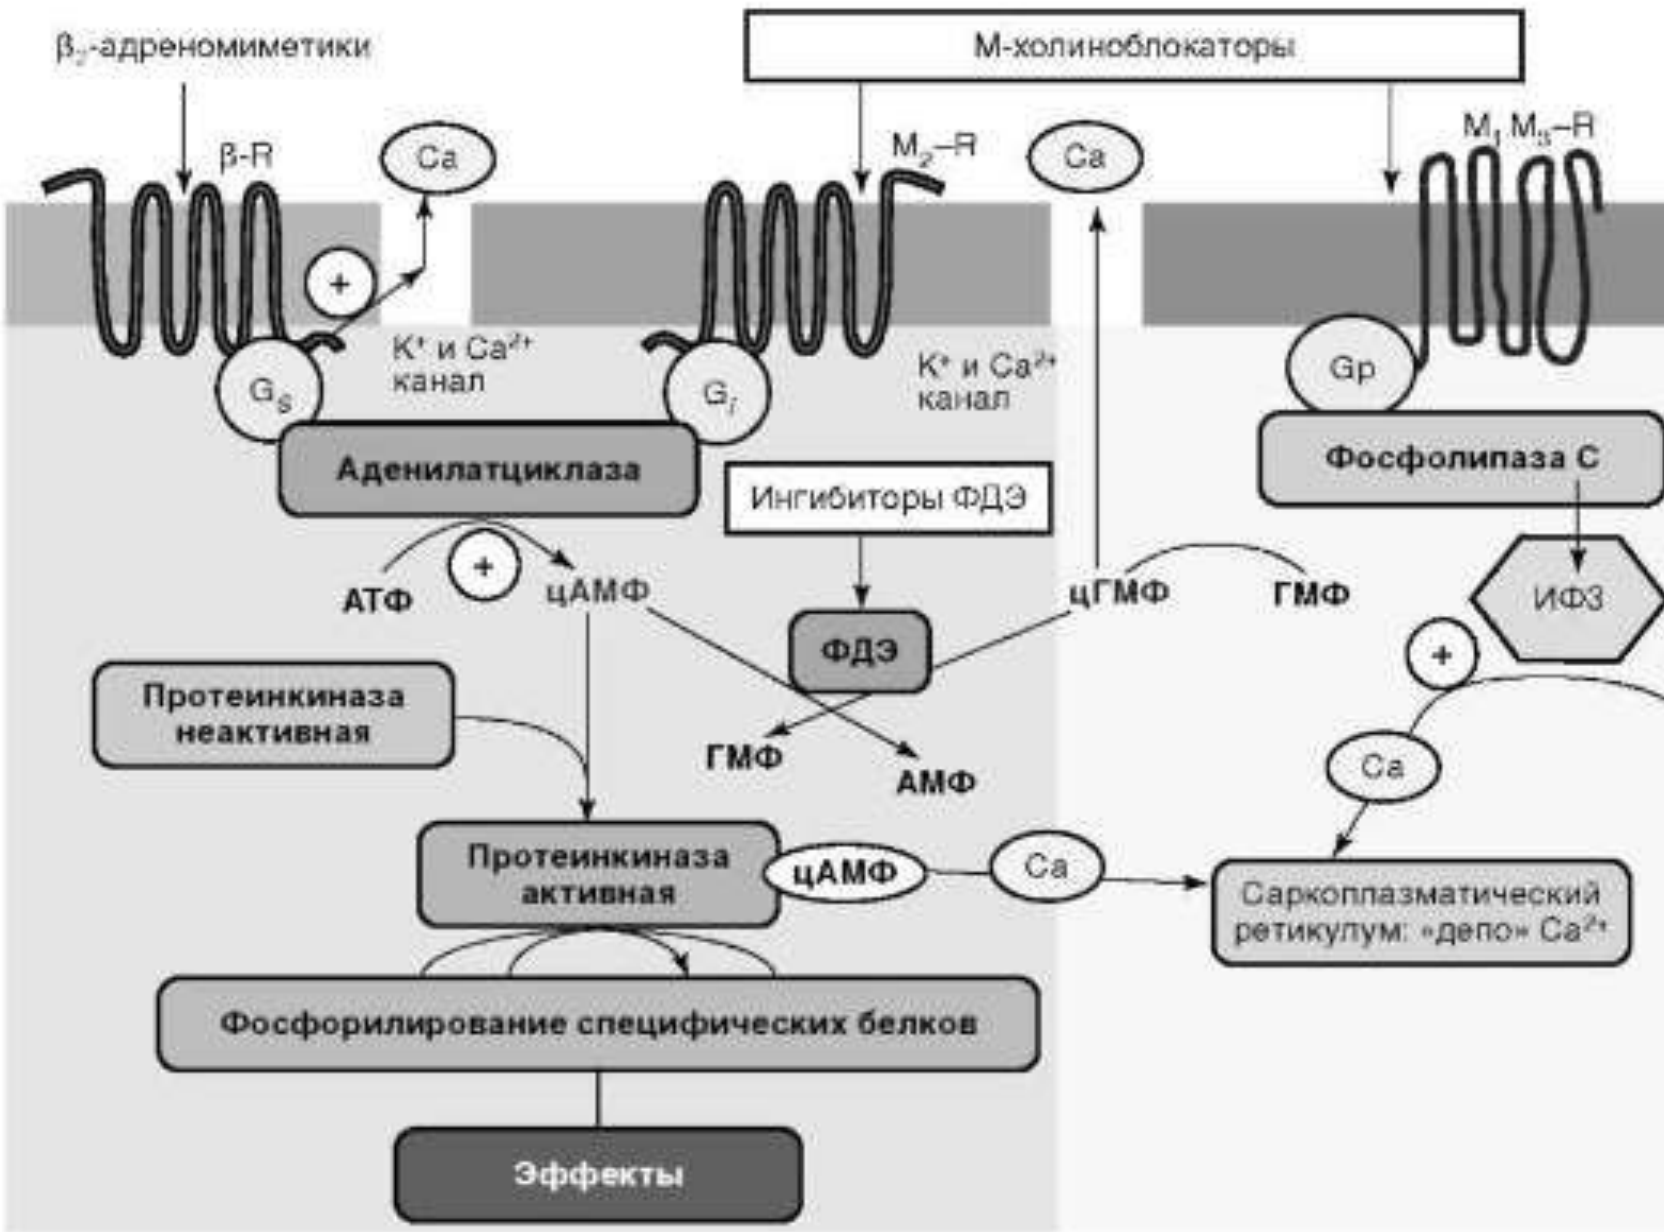 β₂-адреномиметики
М-холиноблокаторы
β-R
Ca
M₂–R
Ca
M₁ M₃–R
+
K⁺ и Ca²⁺
канал
K⁺ и Ca²⁺
канал
Gₛ
Gᵢ
Gp
Аденилатциклаза
Фосфолипаза С
Ингибиторы ФДЭ
+
АТФ
цАМФ
цГМФ
ГМФ
ИФ3
ФДЭ
+
Протеинкиназа
неактивная
ГМФ
АМФ
Ca
Протеинкиназа
активная
цАМФ
Ca
Саркоплазматический
ретикулум: «депо» Ca²⁺
Фосфорилирование специфических белков
Эффекты